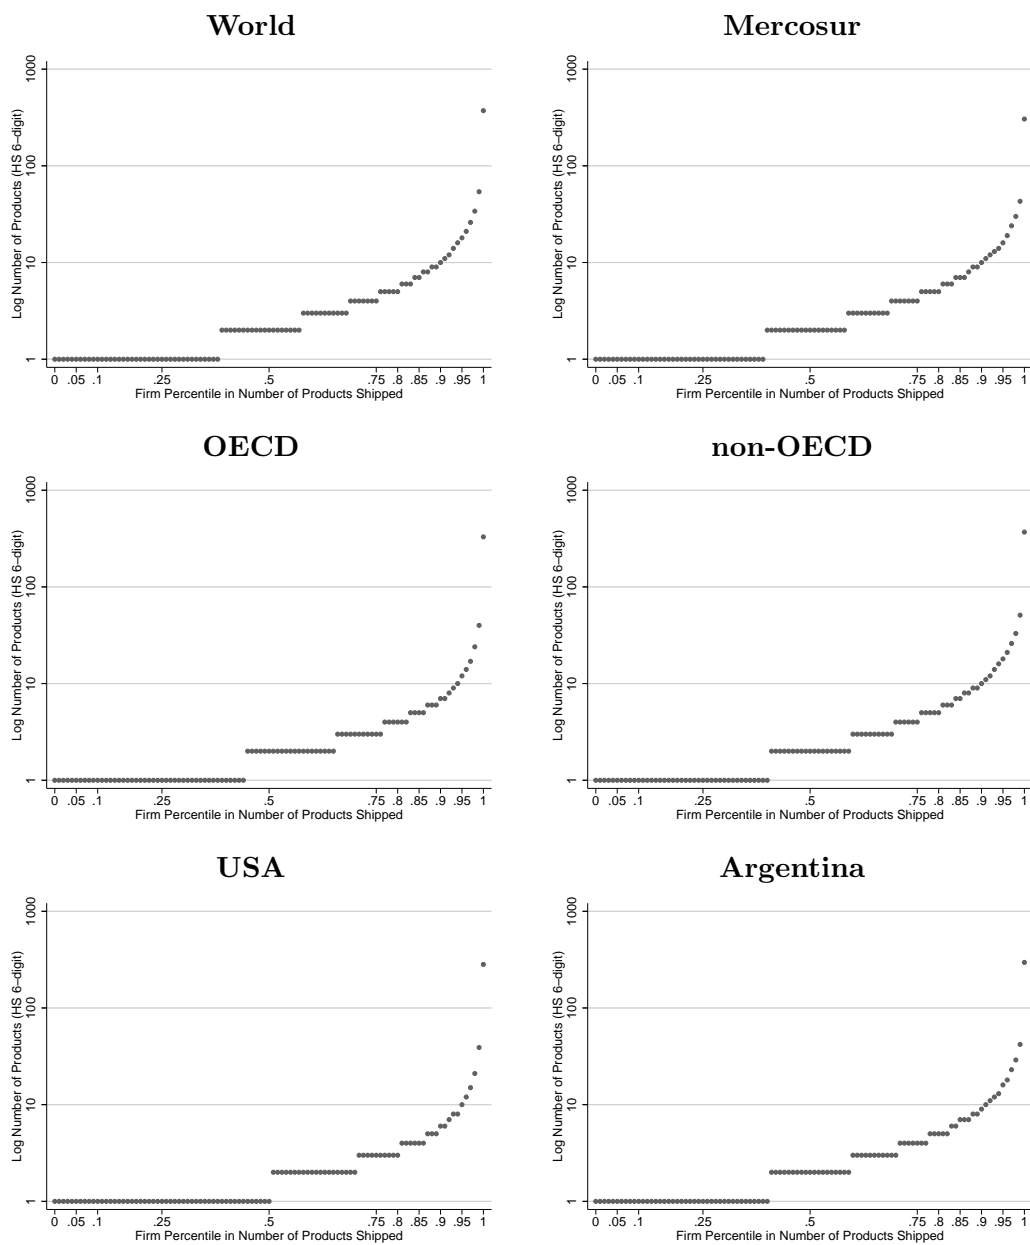 World
Log Number of Products (HS 6–digit)
1000
100
10
1
0 .05 .1 .25 .5 .75 .8 .9 .95 1
Firm Percentile in Number of Products Shipped
Mercosur
Log Number of Products (HS 6–digit)
1000
100
10
1
0 .05 .1 .25 .5 .75 .8 .85 .9 .95 1
Firm Percentile in Number of Products Shipped
OECD
Log Number of Products (HS 6–digit)
1000
100
10
1
0 .05 .1 .25 .5 .75 .8 .85 .9 .95 1
Firm Percentile in Number of Products Shipped
non-OECD
Log Number of Products (HS 6–digit)
1000
100
10
1
0 .05 .1 .25 .5 .75 .8 .85 .9 .95 1
Firm Percentile in Number of Products Shipped
USA
Log Number of Products (HS 6–digit)
1000
100
10
1
0 .05 .1 .25 .5 .75 .8 .85 .9 .95 1
Firm Percentile in Number of Products Shipped
Argentina
Log Number of Products (HS 6–digit)
1000
100
10
1
0 .05 .1 .25 .5 .75 .8 .85 .9 .95 1
Firm Percentile in Number of Products Shipped